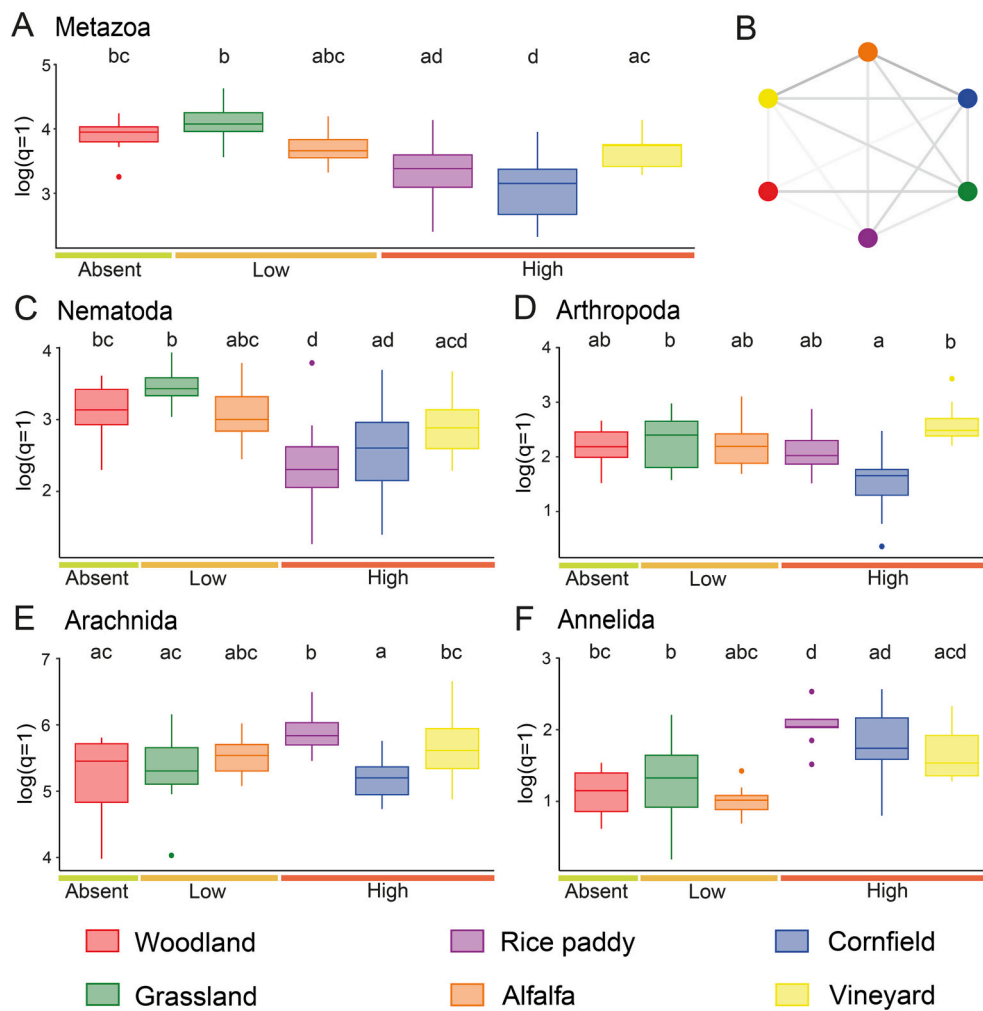 A Metazoa
bc b abc ad d ac
5
4
3
log(q=1)
Absent Low High
B
C Nematoda
bc b abc d ad acd
4
3
2
log(q=1)
Absent Low High
D Arthropoda
ab b ab ab a b
4
3
2
1
log(q=1)
Absent Low High
E Arachnida
ac ac abc b a bc
7
6
5
4
log(q=1)
Absent Low High
F Annelida
bc b abc d ad acd
3
2
1
log(q=1)
Absent Low High
Woodland Rice paddy Cornfield
Grassland Alfalfa Vineyard